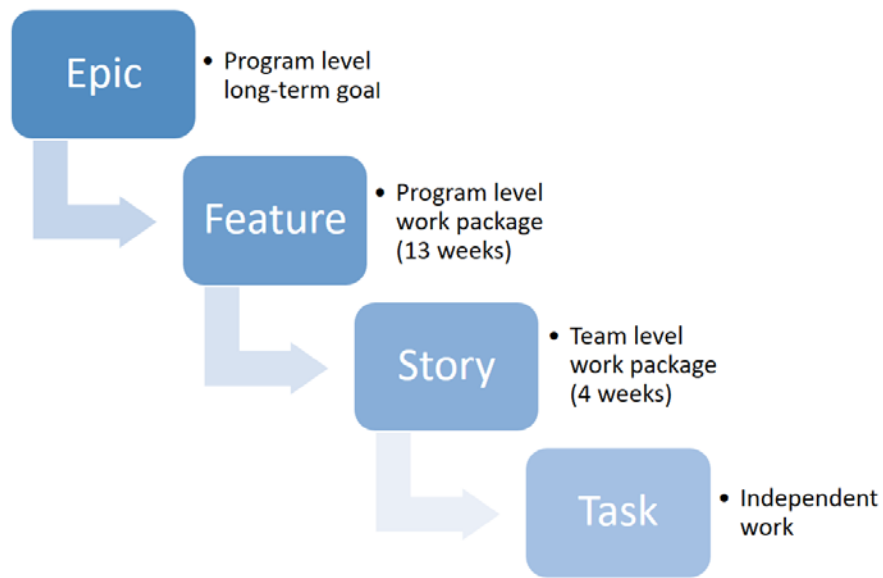 Epic
• Program level
long-term goal
Feature
• Program level
work package
(13 weeks)
Story
• Team level
work package
(4 weeks)
Task
• Independent
work